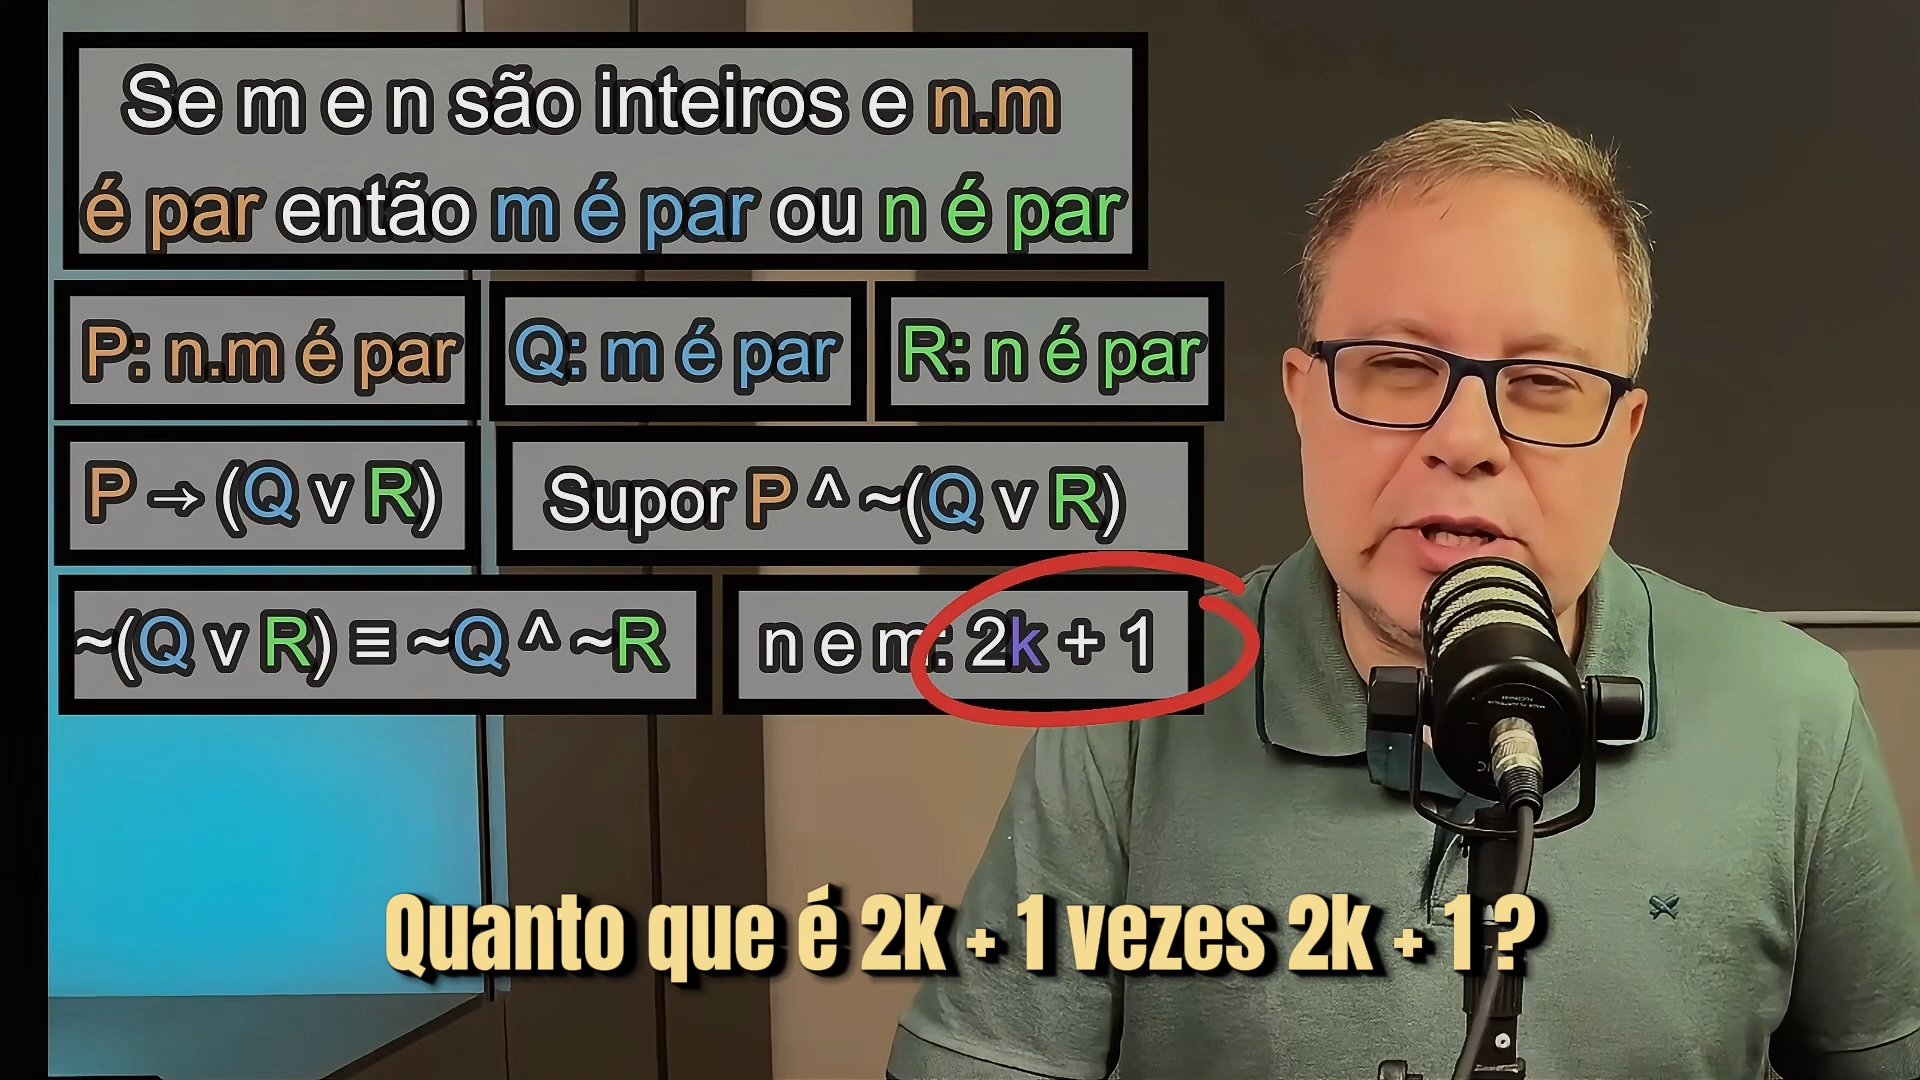 Se m e n são inteiros e n.m
é par então m é par ou n é par
P: n.m é par
Q: m é par
R: n é par
P → (Q v R)
Supor P ^ ~(Q v R)
~(Q v R) ≡ ~Q ^ ~R
n e m: 2k + 1
Quanto que é 2k + 1 vezes 2k + 1 ?